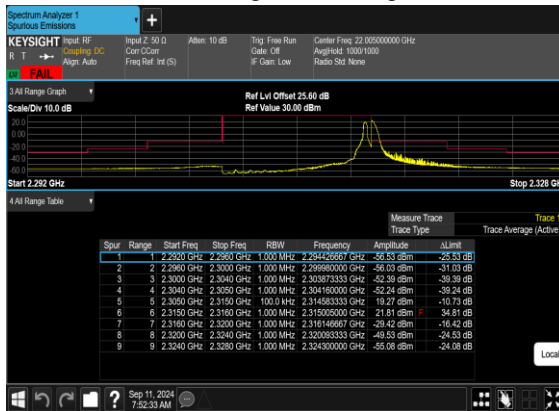 Spectrum Analyzer 1
Spurious Emissions
+
KEYSIGHT
R T
LXI FAIL
Input: RF
Coupling: DC
Align: Auto
Input Z: 50 Ω
Corr CCorr
Freq Ref: Int (S)
Atten: 10 dB
Trig: Free Run
Gate: Off
IF Gain: Low
Center Freq: 22.005000000 GHz
Avg|Hold: 1000/1000
Radio Std: None
3 All Range Graph
Scale/Div 10.0 dB
Ref Lvl Offset 25.60 dB
Ref Value 30.00 dBm
20.0
0.00
-20.0
-40.0
-60.0
Start 2.292 GHz
Stop 2.328 GH
4 All Range Table
Measure Trace Trace 1
Trace Type Trace Average (Active
Spur Range Start Freq Stop Freq RBW Frequency Amplitude ΔLimit
1 1 2.2920 GHz 2.2960 GHz 1.000 MHz 2.294426667 GHz -56.53 dBm -25.53 dB
2 2 2.2960 GHz 2.3000 GHz 1.000 MHz 2.299980000 GHz -56.03 dBm -31.03 dB
3 3 2.3000 GHz 2.3040 GHz 1.000 MHz 2.303873333 GHz -52.39 dBm -39.39 dB
4 4 2.3040 GHz 2.3050 GHz 1.000 MHz 2.304160000 GHz -52.24 dBm -39.24 dB
5 5 2.3050 GHz 2.3150 GHz 100.0 kHz 2.314583333 GHz 19.27 dBm -10.73 dB
6 6 2.3150 GHz 2.3160 GHz 1.000 MHz 2.315005000 GHz 21.81 dBm F 34.81 dB
7 7 2.3160 GHz 2.3200 GHz 1.000 MHz 2.316146667 GHz -29.42 dBm -16.42 dB
8 8 2.3200 GHz 2.3240 GHz 1.000 MHz 2.320093333 GHz -49.53 dBm -24.53 dB
9 9 2.3240 GHz 2.3280 GHz 1.000 MHz 2.324300000 GHz -55.08 dBm -24.08 dB
Local
?
Sep 11, 2024
7:52:33 AM